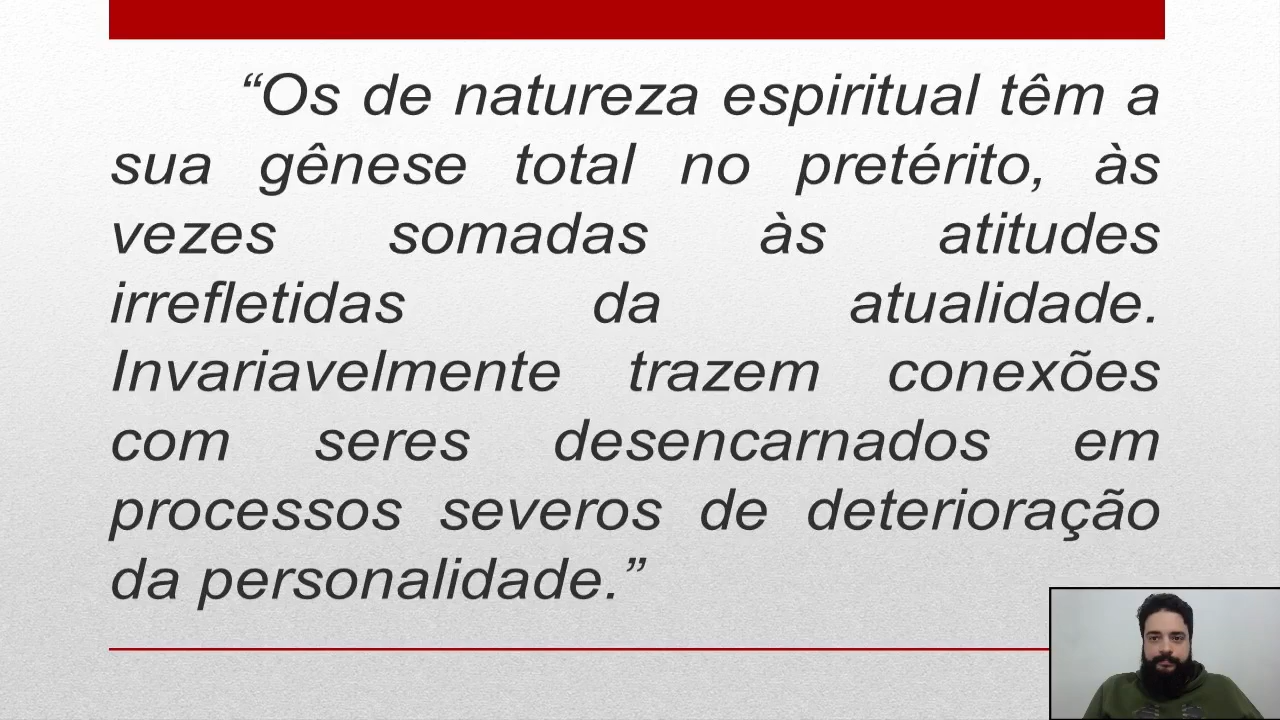 “Os de natureza espiritual têm a
sua gênese total no pretérito, às
vezes somadas às atitudes
irrefletidas da atualidade.
Invariavelmente trazem conexões
com seres desencarnados em
processos severos de deterioração
da personalidade.”